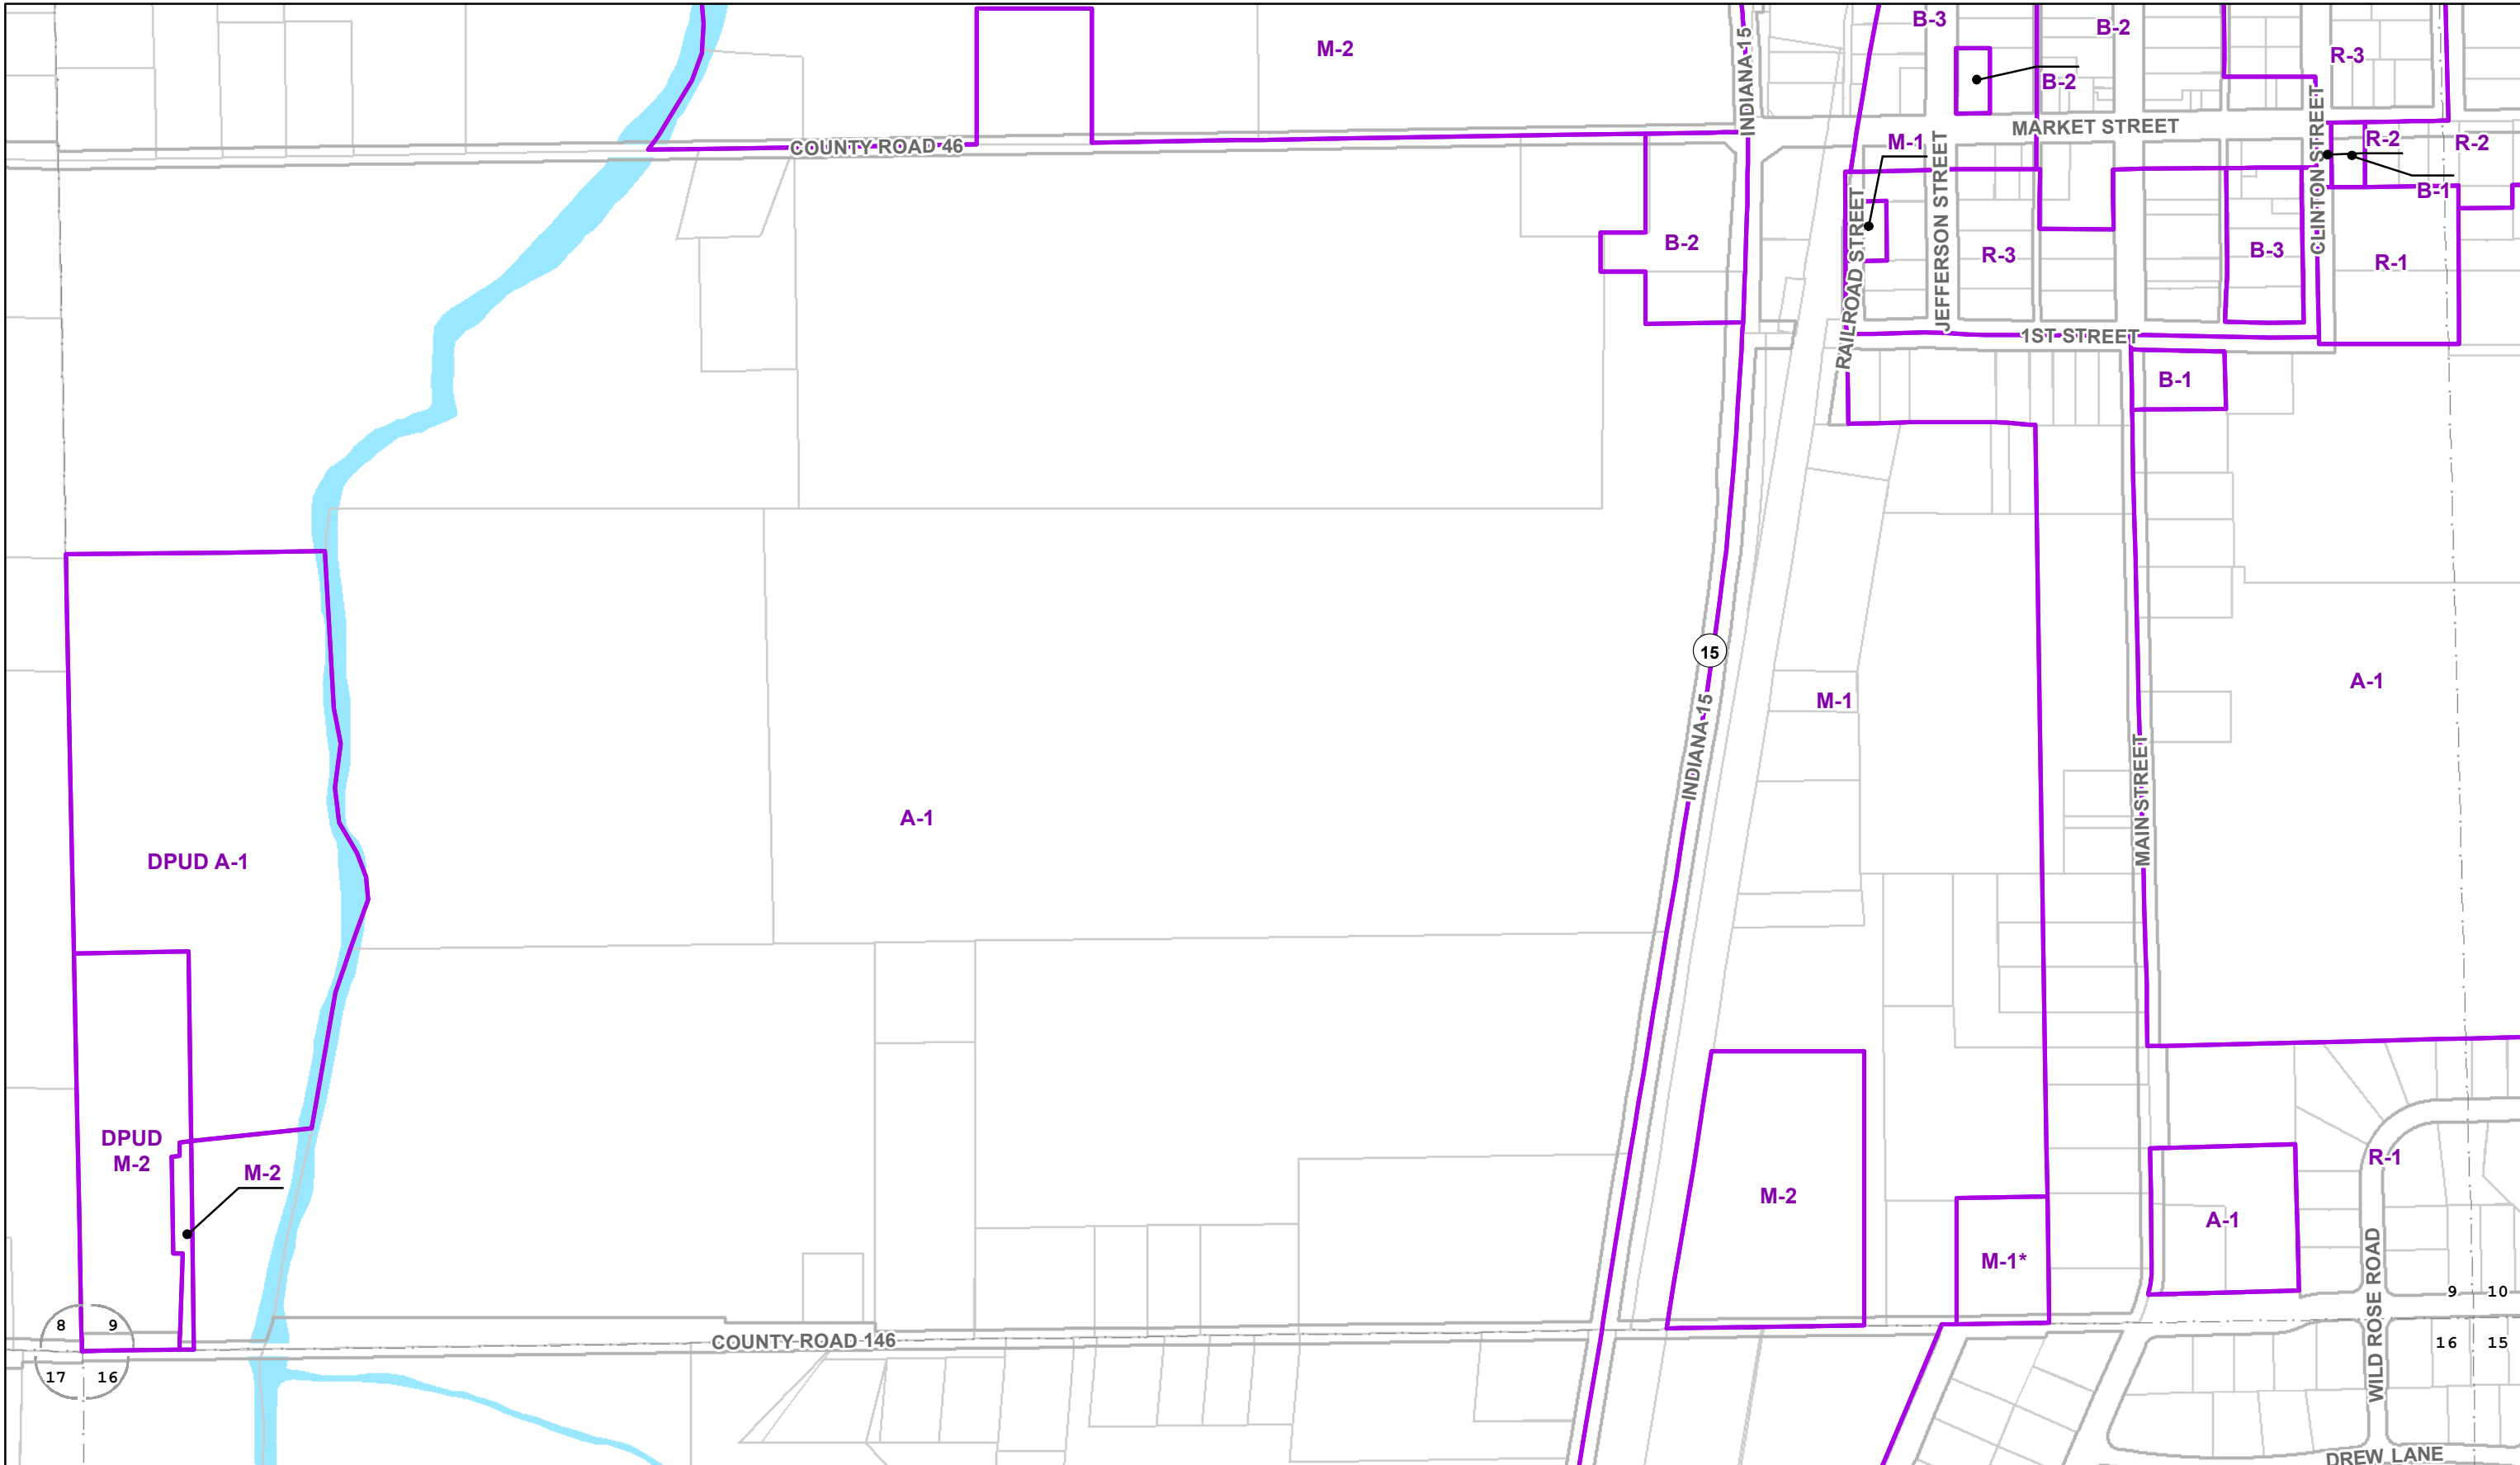 B-3
B-2
M-2
R-3
INDIANA 15
B-2
MARKET STREET
COUNTY ROAD 46
M-1
R-2
R-2
B-1
CLINTON STREET
JEFFERSON STREET
RAILROAD STREET
B-2
R-3
B-3
R-1
1ST STREET
B-1
15
A-1
M-1
INDIANA 15
MAIN STREET
A-1
DPUD A-1
DPUD
M-2
M-2
R-1
M-2
A-1
M-1*
WILD ROSE ROAD
9 10
16 15
8 9
17 16
COUNTY ROAD 146
DREW LANE